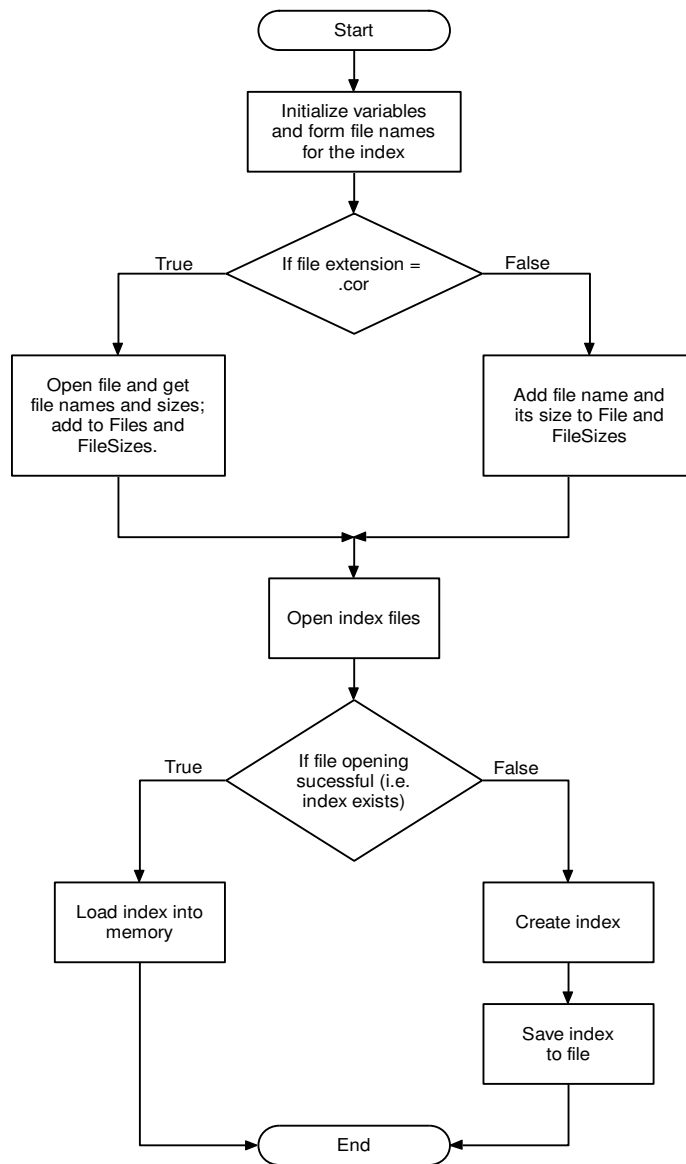 Start
Initialize variables
and form file names
for the index
If file extension =
.cor
True
False
Open file and get
file names and sizes;
add to Files and
FileSizes.
Add file name and
its size to File and
FileSizes
Open index files
If file opening
sucessful (i.e.
index exists)
True
False
Load index into
memory
Create index
Save index
to file
End